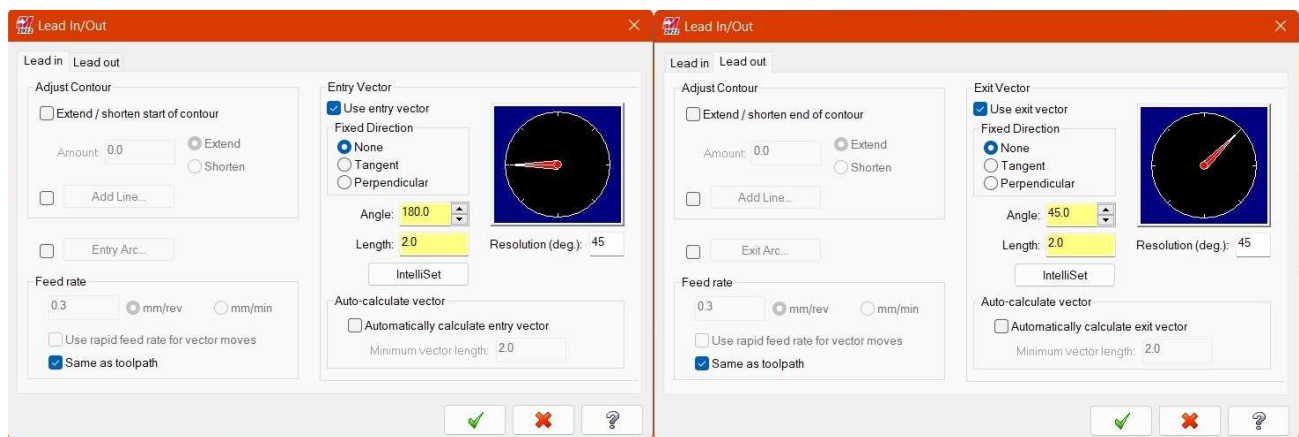 Lead In/Out
Lead in Lead out
Adjust Contour
Extend / shorten start of contour
Amount: 0.0
Extend
Shorten
Add Line...
Entry Arc...
Feed rate
0.3 mm/rev mm/min
Use rapid feed rate for vector moves
Same as toolpath
Entry Vector
Use entry vector
Fixed Direction
None
Tangent
Perpendicular
Angle: 180.0
Length: 2.0 Resolution (deg.): 45
IntelliSet
Auto-calculate vector
Automatically calculate entry vector
Minimum vector length: 2.0
Lead In/Out
Lead in Lead out
Adjust Contour
Extend / shorten end of contour
Amount: 0.0
Extend
Shorten
Add Line...
Exit Arc...
Feed rate
0.3 mm/rev mm/min
Use rapid feed rate for vector moves
Same as toolpath
Exit Vector
Use exit vector
Fixed Direction
None
Tangent
Perpendicular
Angle: 45.0
Length: 2.0 Resolution (deg.): 45
IntelliSet
Auto-calculate vector
Automatically calculate exit vector
Minimum vector length: 2.0